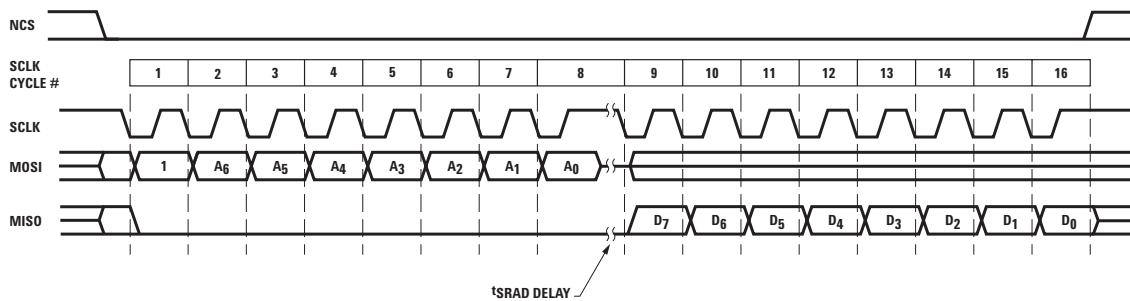 NCS
SCLK
CYCLE #
1 2 3 4 5 6 7 8 9 10 11 12 13 14 15 16
SCLK
MOSI
1 A6 A5 A4 A3 A2 A1 A0
MISO
D7 D6 D5 D4 D3 D2 D1 D0
tSRAD DELAY